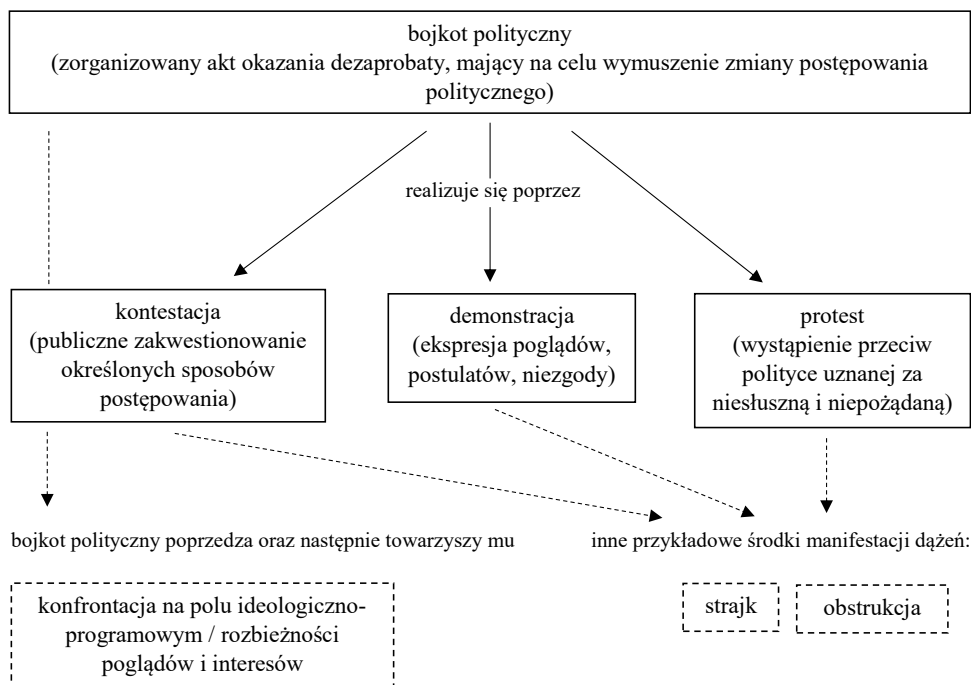 bojkot polityczny
(zorganizowany akt okazania dezaprobaty, mający na celu wymuszenie zmiany postępowania
politycznego)
realizuje się poprzez
kontestacja
(publiczne zakwestionowanie
określonych sposobów
postępowania)
demonstracja
(ekspresja poglądów,
postulatów, niezgody)
protest
(wystąpienie przeciw
polityce uznanej za
niesłuszną i niepożądaną)
bojkot polityczny poprzedza oraz następnie towarzyszy mu
inne przykładowe środki manifestacji dążeń:
konfrontacja na polu ideologiczno-
programowym / rozbieżności
poglądów i interesów
strajk
obstrukcja